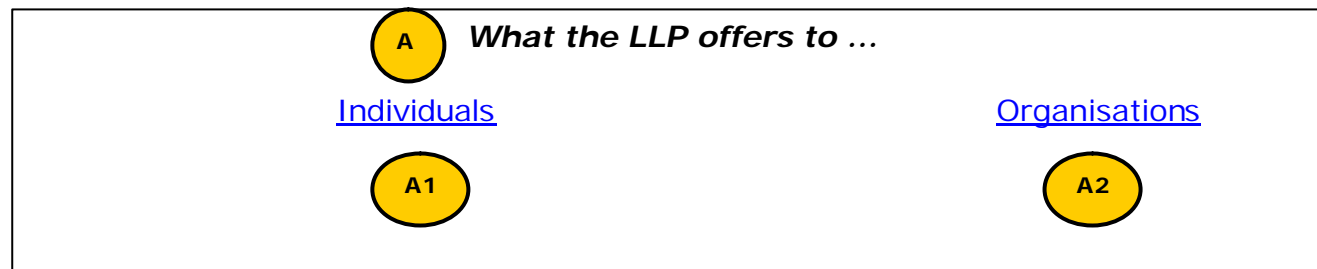 A What the LLP offers to ...
Individuals Organisations
A1 A2